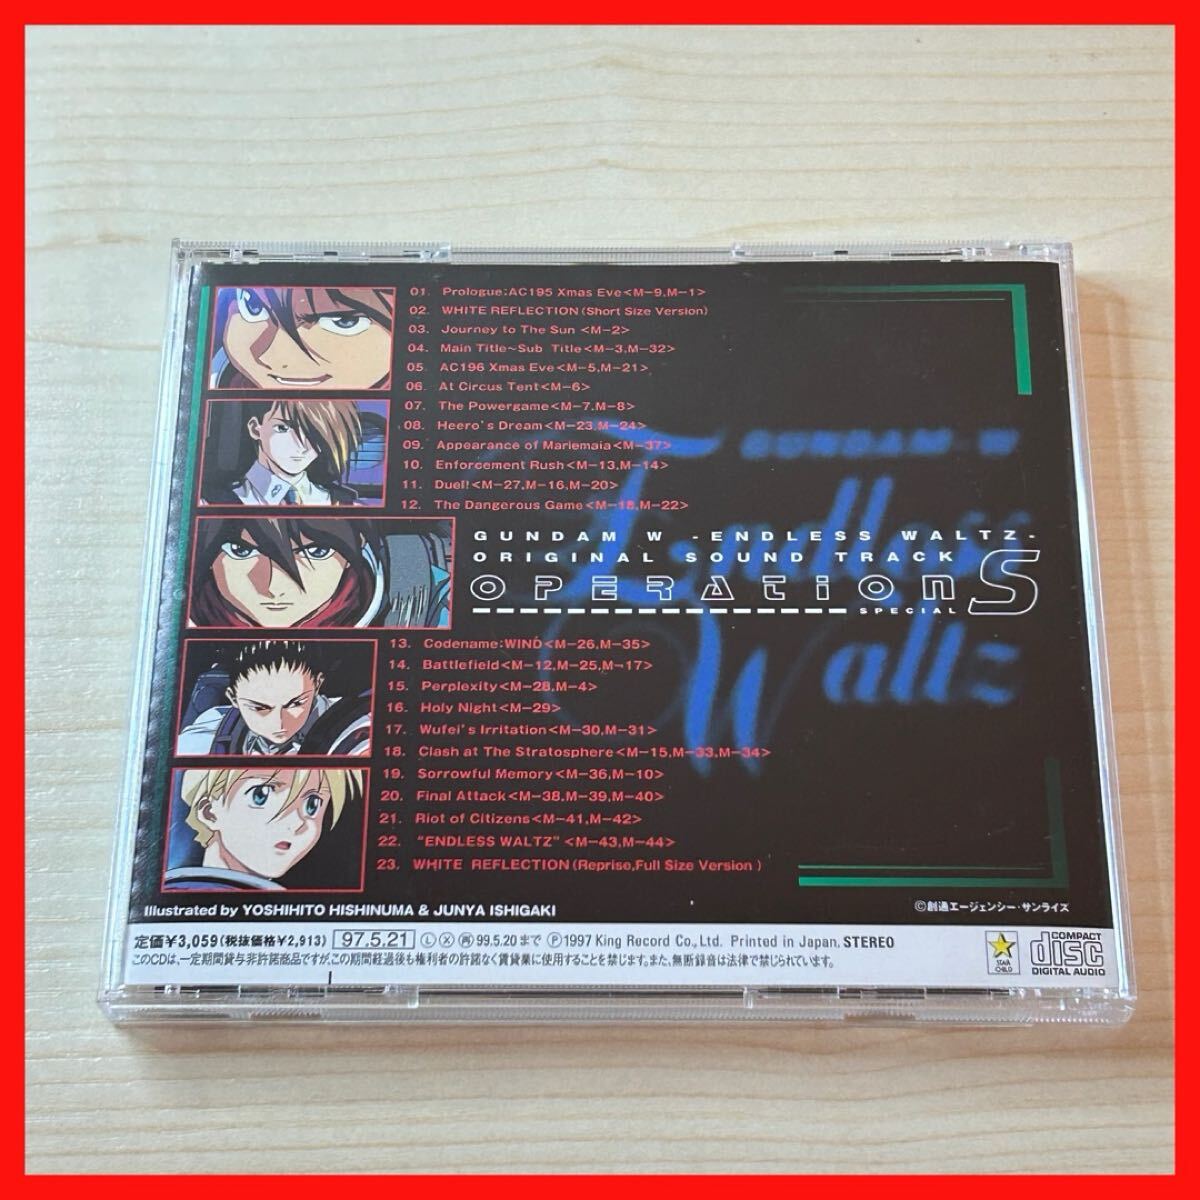 01. Prologue:AC195 Xmas Eve<M-9,M-1>
02. WHITE REFLECTION(Short Size Version)
03. Journey to The Sun <M-2>
04. Main Title~Sub Title<M-3,M-32>
05. AC196 Xmas Eve<M-5,M-21>
06. At Circus Tent<M-6>
07. The Powergame<M-7,M-8>
08. Heero's Dream<M-23,M-24>
09. Appearance of Mariemaia<M-37>
10. Enforcement Rush<M-13,M-14>
11. Duel!<M-27,M-16,M-20>
12. The Dangerous Game<M-18,M-22>
GUNDAM W
Endless Waltz
GUNDAM W -ENDLESS WALTZ-
ORIGINAL SOUND TRACK
OPERATION S
SPECIAL
13. Codename:WIND<M-26,M-35>
14. Battlefield<M-12,M-25,M-17>
15. Perplexity<M-28,M-4>
16. Holy Night<M-29>
17. Wufei's Irritation<M-30,M-31>
18. Clash at The Stratosphere<M-15,M-33,M-34>
19. Sorrowful Memory<M-36,M-10>
20. Final Attack<M-38,M-39,M-40>
21. Riot of Citizens<M-41,M-42>
22. "ENDLESS WALTZ" <M-43,M-44>
23. WHITE REFLECTION(Reprise,Full Size Version )
Illustrated by YOSHIHITO HISHINUMA & JUNYA ISHIGAKI
©創通エージェンシー・サンライズ
定価¥3,059(税抜価格¥2,913) 97.5.21 Ⓛ Ⓧ ㊞99.5.20まで Ⓟ1997 King Record Co.,Ltd. Printed in Japan. STEREO
このCDは、一定期間貸与非許諾商品ですが、この期間経過後も権利者の許諾なく賃貸業に使用することを禁じます。また、無断録音は法律で禁じられています。
STAR CHILD
COMPACT
disc
DIGITAL AUDIO